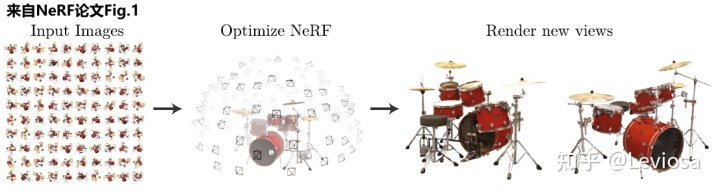 来自NeRF论文Fig.1
Input Images
Optimize NeRF
Render new views
知乎 @Leviosa